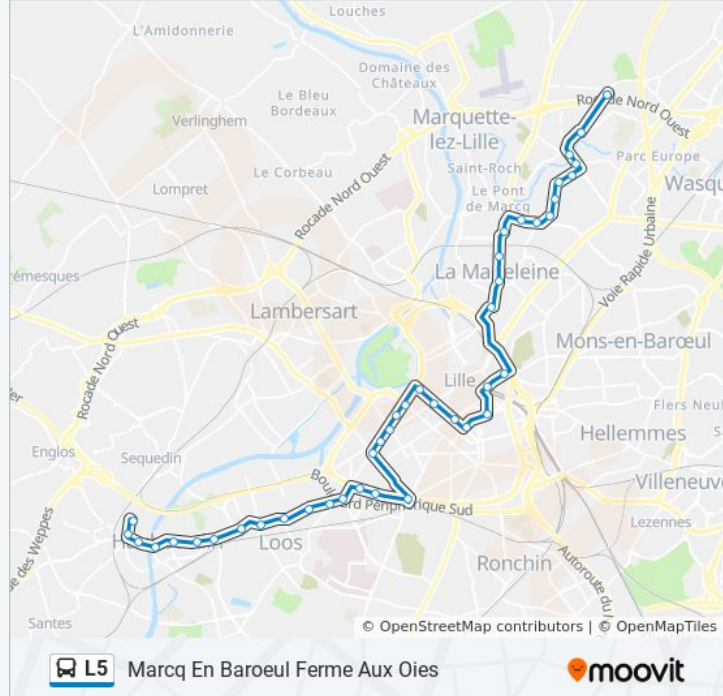 Louches
L'Amidonnerie
Domaine des
Châteaux
Le Bleu
Bordeaux
Rocade Nord Ouest
Verlinghem
Marquette-
lez-Lille
Parc Europe
Le Corbeau
Saint-Roch
Wasqu
Lompret
Le Pont
de Marcq
Rocade Nord Ouest
Voie Rapide Urbaine
La Madeleine
Lambersart
Rocade Nord Ouest
Mons-en-Barœul
Lille
Flers Neuf
Hellemmes
Englos
Sequedin
Villeneuv
Boulevard Périphérique Sud
Lezennes
Loos
Ronchin
Autoroute du
Santes
© OpenStreetMap contributors | © OpenMapTiles
L5
Marcq En Baroeul Ferme Aux Oies
moovit